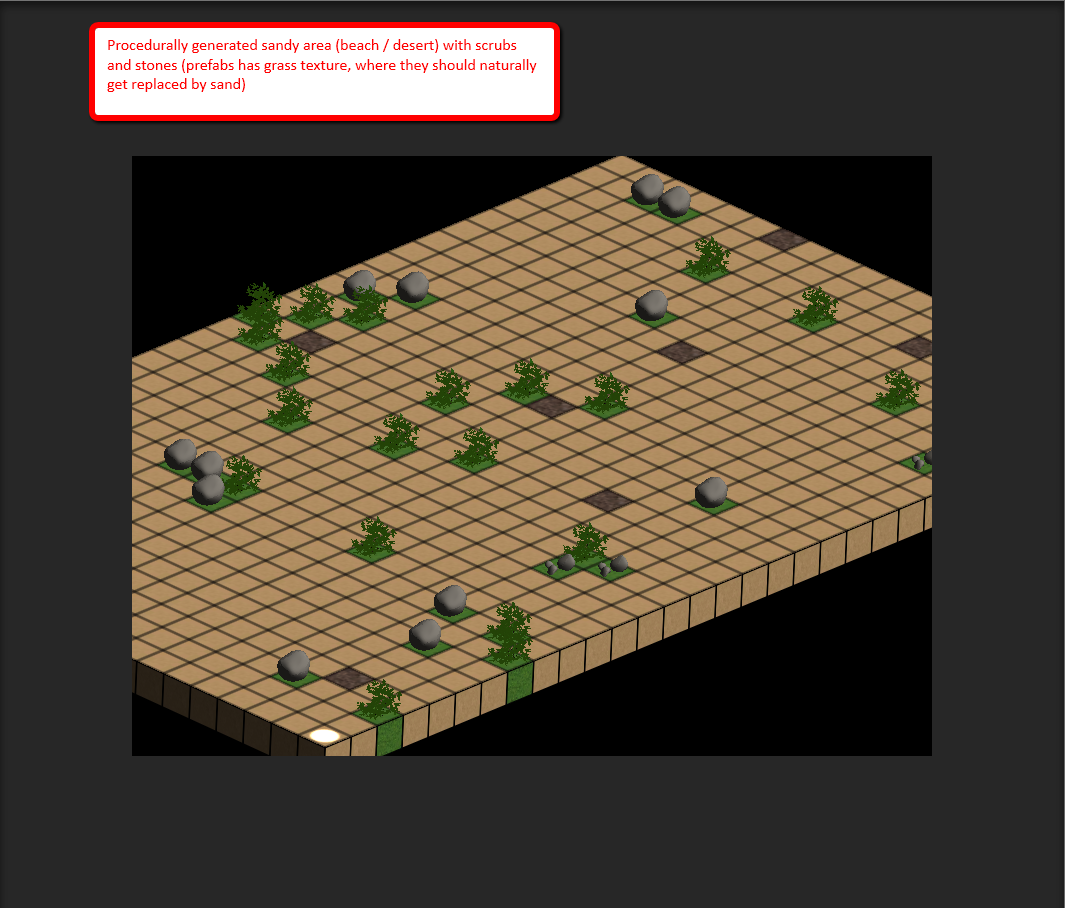 Procedurally generated sandy area (beach / desert) with scrubs
and stones (prefabs has grass texture, where they should naturally
get replaced by sand)